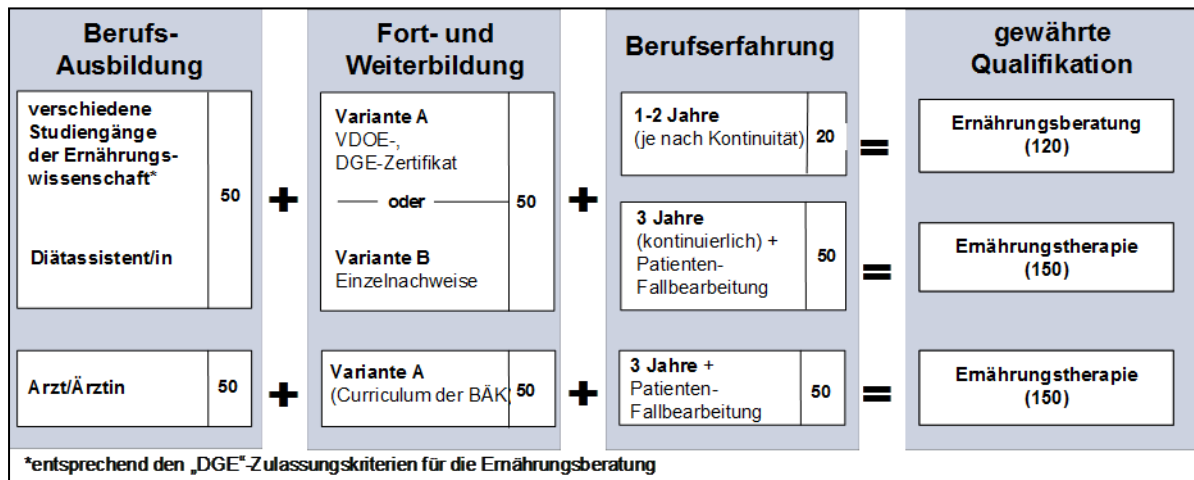 Berufs-
Ausbildung
Fort- und
Weiterbildung
Berufserfahrung
gewährte
Qualifikation
verschiedene
Studiengänge
der Ernährungs-
wissenschaft*
Diätassistent/in
50
+
Variante A
VDOE-,
DGE-Zertifikat
oder
Variante B
Einzelnachweise
50
+
1-2 Jahre
(je nach Kontinuität)
20
=
Ernährungsberatung
(120)
3 Jahre
(kontinuierlich) +
Patienten-
Fallbearbeitung
50
=
Ernährungstherapie
(150)
Arzt/Ärztin
50
+
Variante A
(Curriculum der BÄK)
50
+
3 Jahre +
Patienten-
Fallbearbeitung
50
=
Ernährungstherapie
(150)
*entsprechend den „DGE“-Zulassungskriterien für die Ernährungsberatung